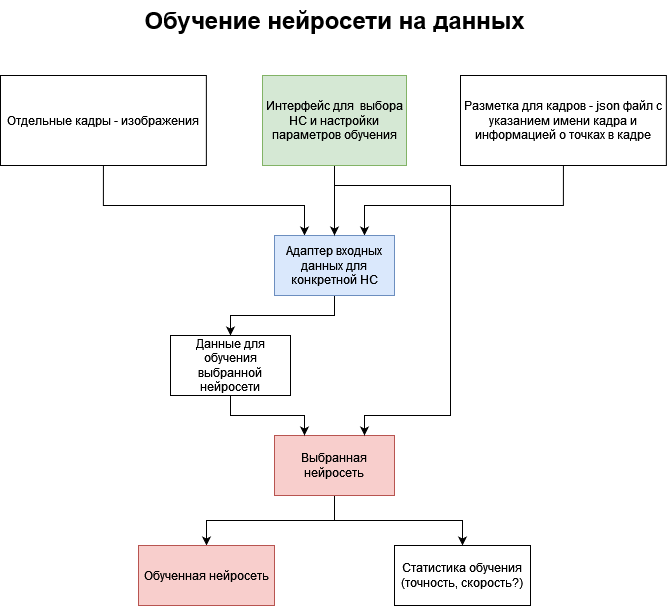 Обучение нейросети на данных
Отдельные кадры - изображения
Интерфейс для выбора
НС и настройки
параметров обучения
Разметка для кадров - json файл с
указанием имени кадра и
информацией о точках в кадре
Адаптер входных
данных для
конкретной НС
Данные для
обучения
выбранной
нейросети
Выбранная
нейросеть
Обученная нейросеть
Статистика обучения
(точность, скорость?)